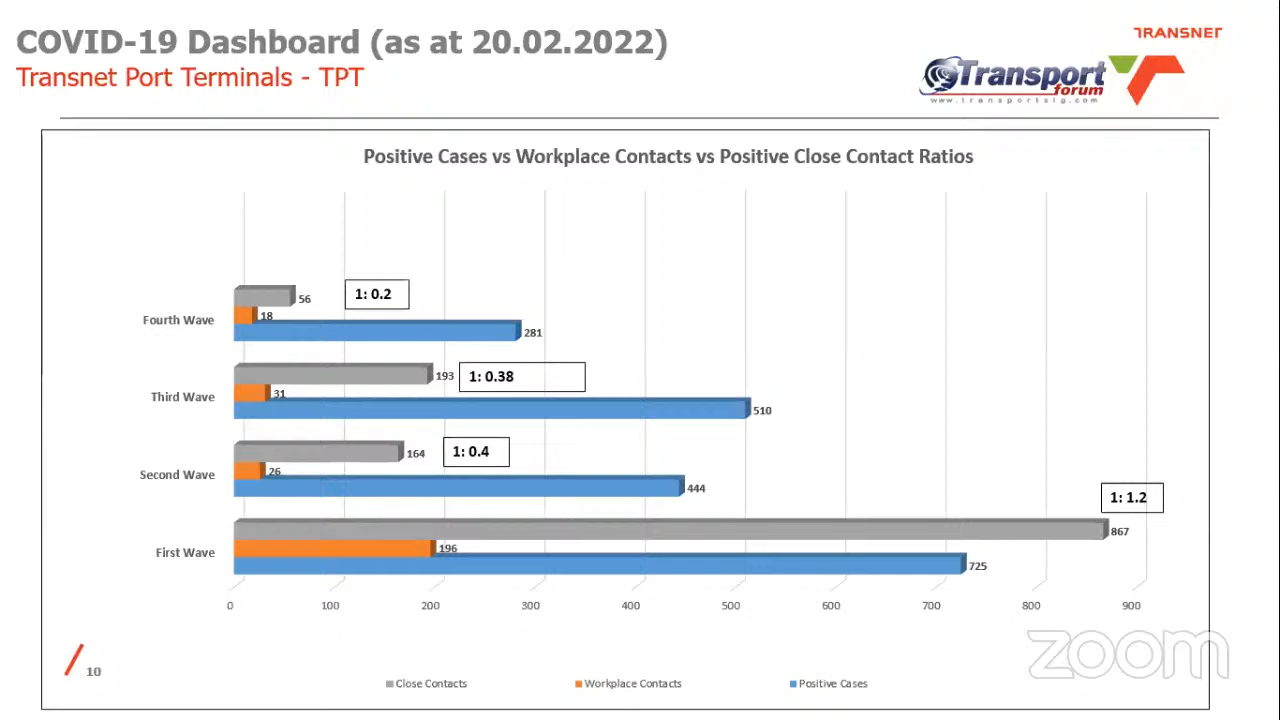 COVID-19 Dashboard (as at 20.02.2022)
Transnet Port Terminals - TPT
TRANSNET
Transport
forum
www.transportsig.com
Positive Cases vs Workplace Contacts vs Positive Close Contact Ratios
Fourth Wave
56
18
281
1: 0.2
Third Wave
193
31
510
1: 0.38
Second Wave
164
26
444
1: 0.4
First Wave
867
196
725
1: 1.2
0 100 200 300 400 500 600 700 800 900
Close Contacts Workplace Contacts Positive Cases
10
zoom